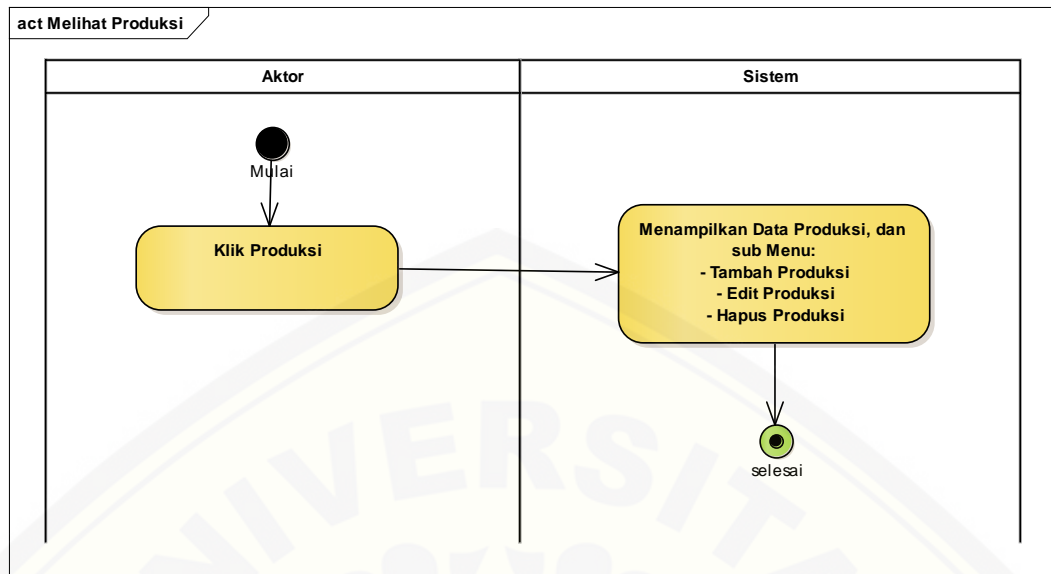 act Melihat Produksi
Aktor
Sistem
Mulai
Klik Produksi
Menampilkan Data Produksi, dan
sub Menu:
- Tambah Produksi
- Edit Produksi
- Hapus Produksi
selesai
NIVERSITA